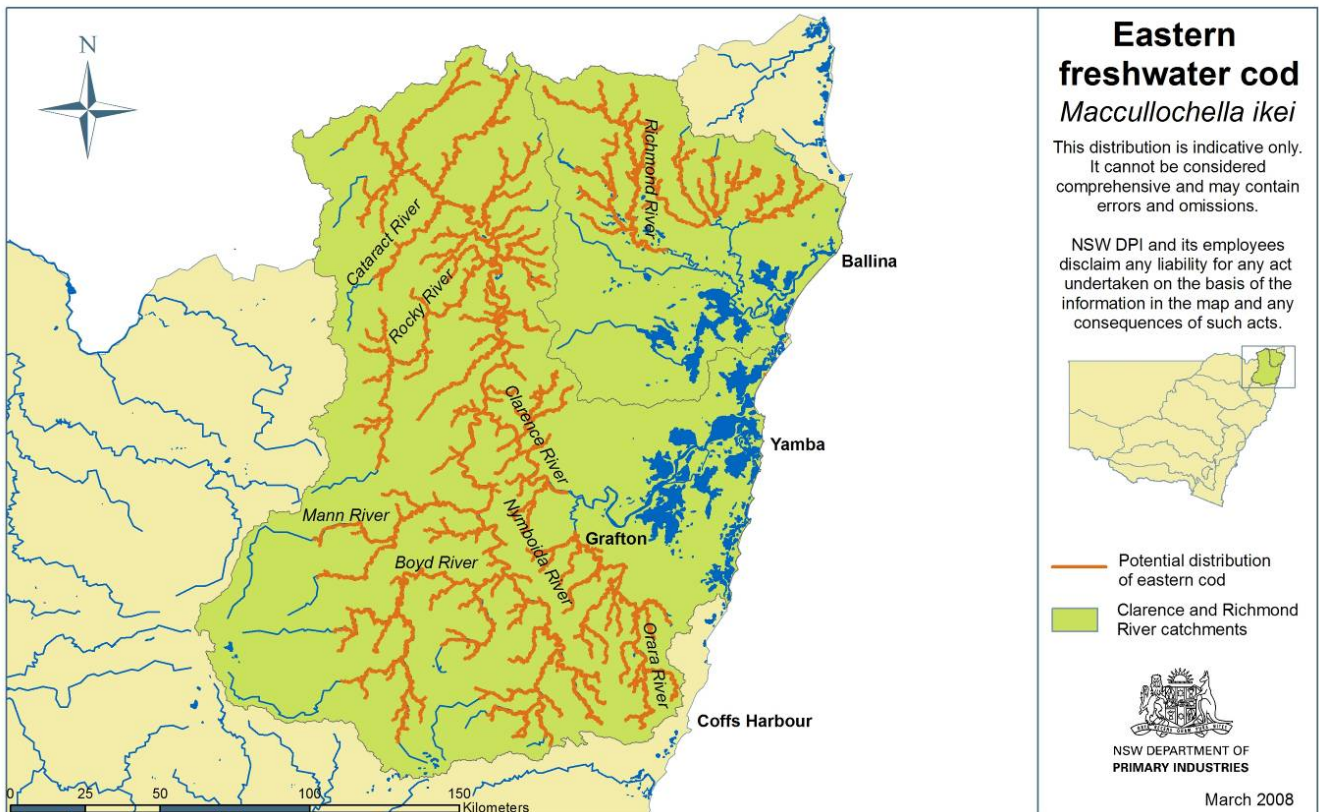 N
Richmond River
Cataract River
Ballina
Rocky River
Clarence River
Yamba
Mann River
Nymboida River
Grafton
Boyd River
Orara River
Coffs Harbour
0 25 50 100 150
Kilometers
Eastern
freshwater cod
Maccullochella ikei
This distribution is indicative only.
It cannot be considered
comprehensive and may contain
errors and omissions.
NSW DPI and its employees
disclaim any liability for any act
undertaken on the basis of the
information in the map and any
consequences of such acts.
Potential distribution
of eastern cod
Clarence and Richmond
River catchments
NSW DEPARTMENT OF
PRIMARY INDUSTRIES
March 2008